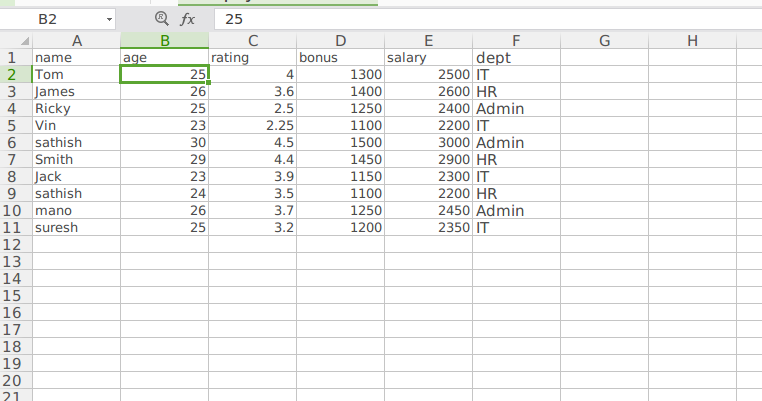 B2 fx 25
A B C D E F G H
1 name age rating bonus salary dept
2 Tom 25 4 1300 2500 IT
3 James 26 3.6 1400 2600 HR
4 Ricky 25 2.5 1250 2400 Admin
5 Vin 23 2.25 1100 2200 IT
6 sathish 30 4.5 1500 3000 Admin
7 Smith 29 4.4 1450 2900 HR
8 Jack 23 3.9 1150 2300 IT
9 sathish 24 3.5 1100 2200 HR
10 mano 26 3.7 1250 2450 Admin
11 suresh 25 3.2 1200 2350 IT
12
13
14
15
16
17
18
19
20
21